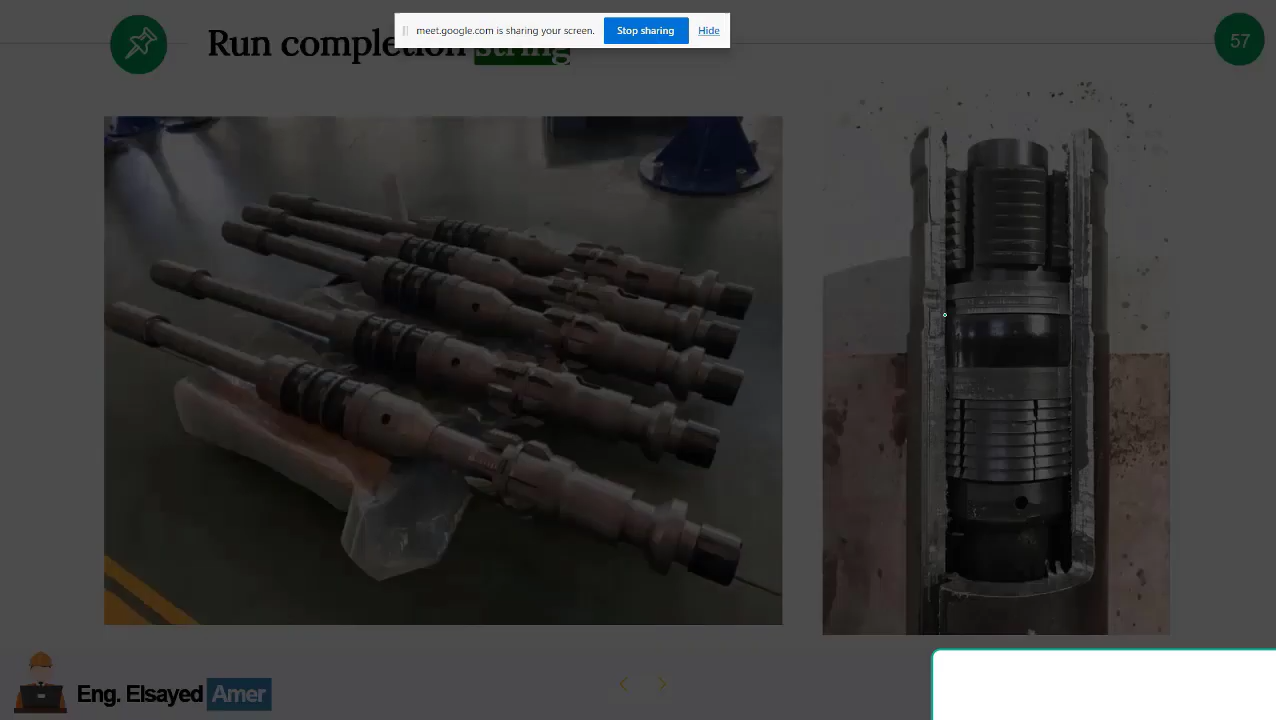 meet.google.com is sharing your screen. Stop sharing Hide
Run completion string
57
Eng. Elsayed Amer